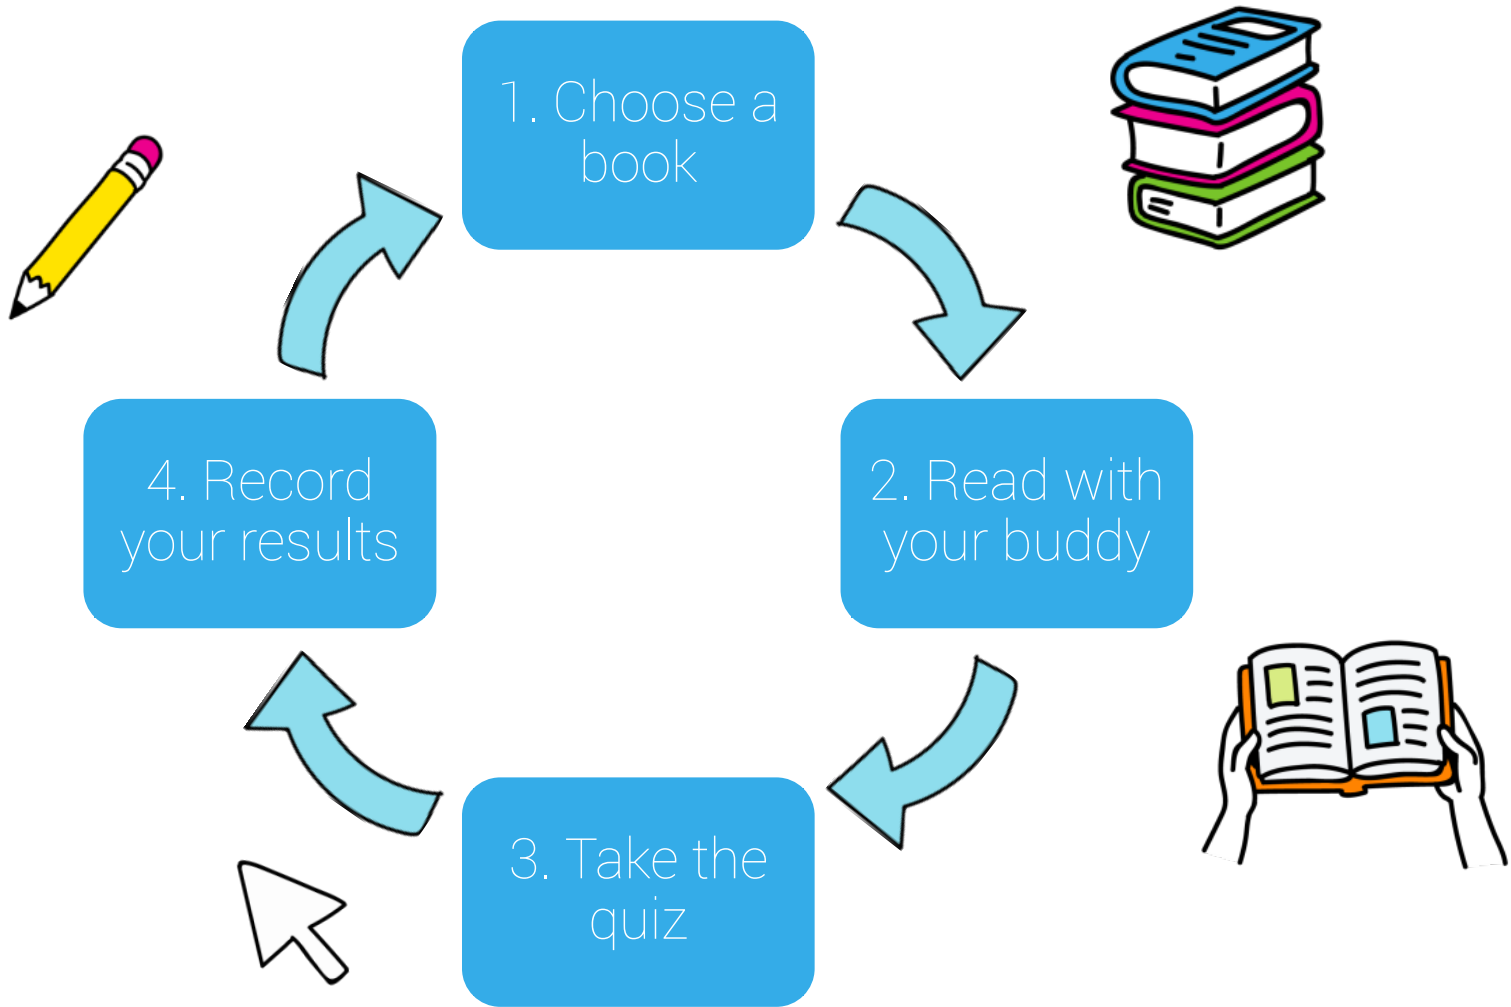 1. Choose a
book
2. Read with
your buddy
3. Take the
quiz
4. Record
your results